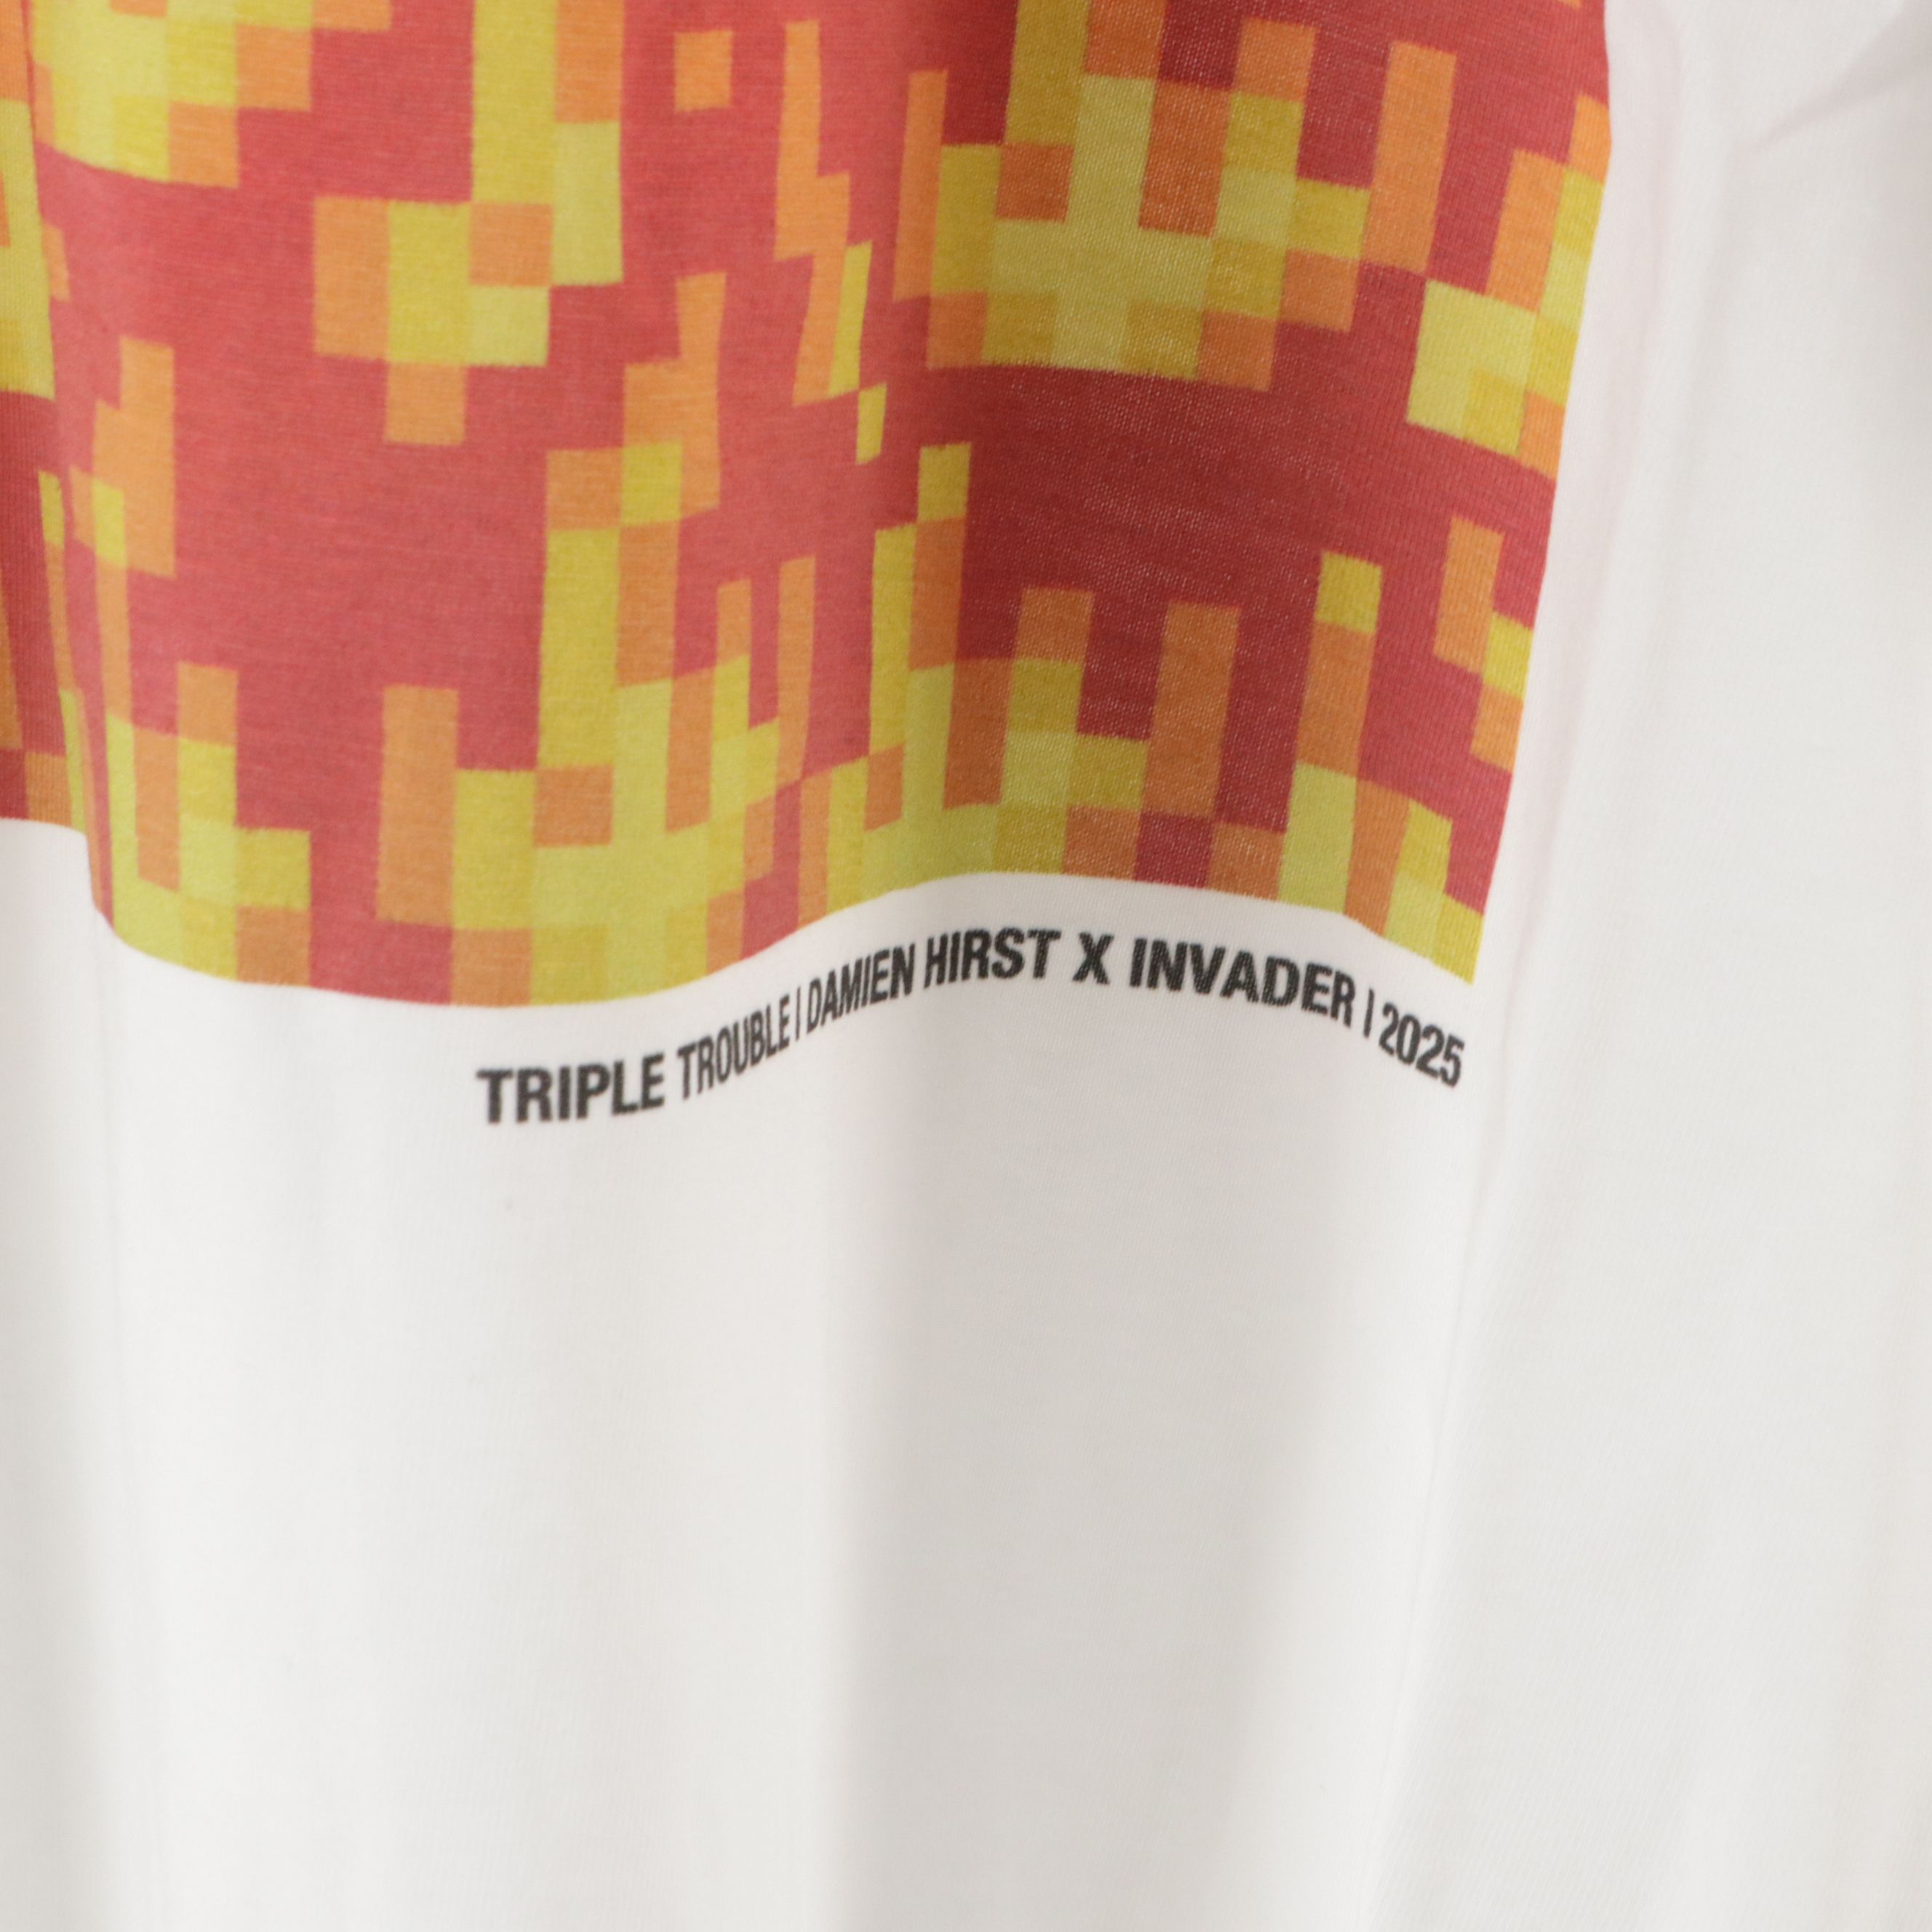 TRIPLE TROUBLE | DAMIEN HIRST X INVADER | 2025